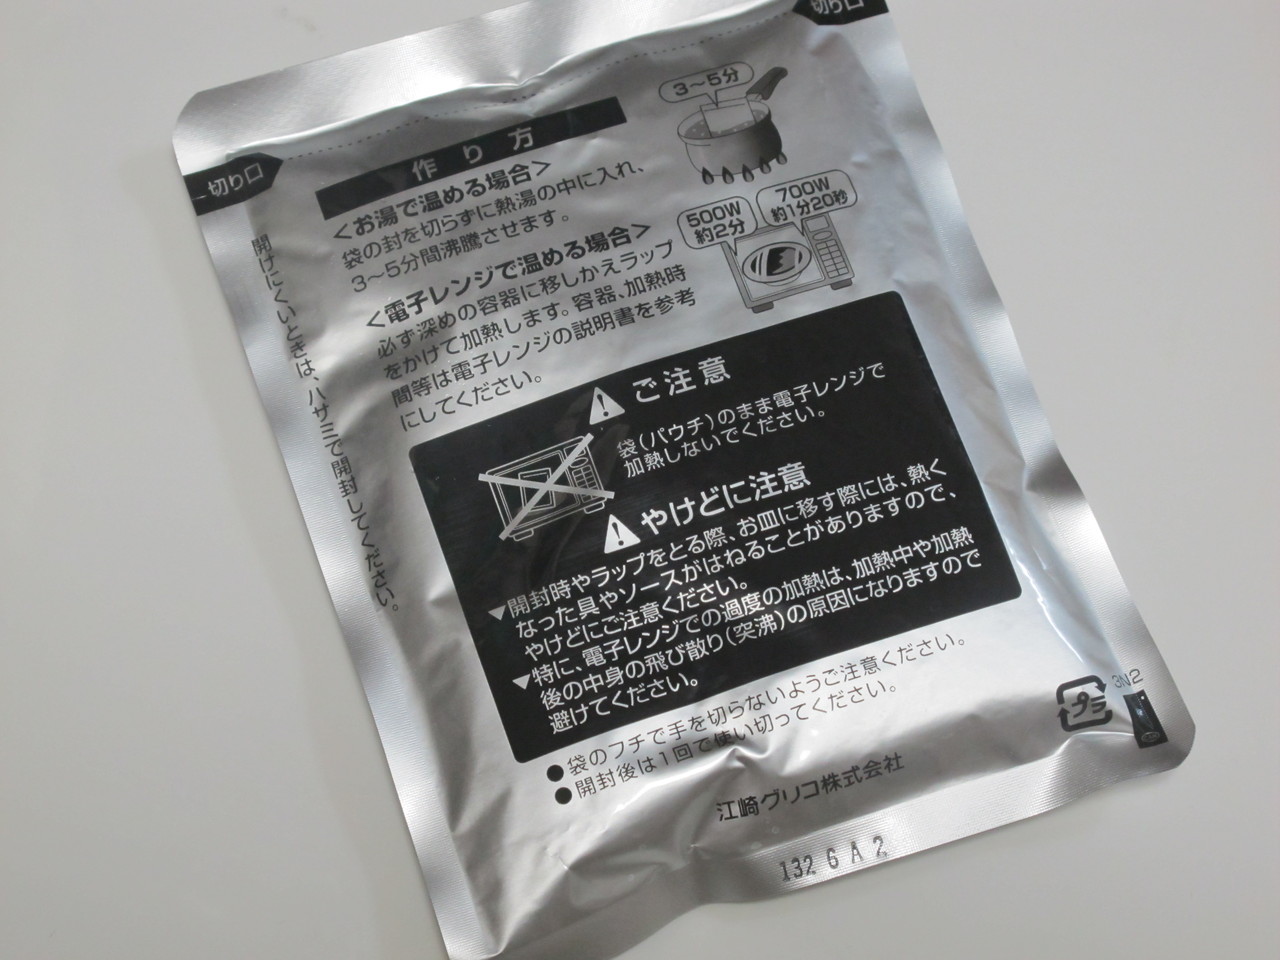 切り口
切り口
3〜5分
作り方
＜お湯で温める場合＞
袋の封を切らずに熱湯の中に入れ、
3〜5分間沸騰させます。
500W
約2分
700W
約1分20秒
＜電子レンジで温める場合＞
必ず深めの容器に移しかえラップ
をかけて加熱します。容器、加熱時
間等は電子レンジの説明書を参考
にしてください。
開けにくいときは、ハサミで開封してください。
ご注意
袋（パウチ）のまま電子レンジで
加熱しないでください。
やけどに注意
▼開封時やラップをとる際、お皿に移す際には、熱く
なった具やソースがはねることがありますので、
やけどにご注意ください。
▼特に、電子レンジでの過度の加熱は、加熱中や加熱
後の中身の飛び散り（突沸）の原因になりますので
避けてください。
●袋のフチで手を切らないようご注意ください。
●開封後は1回で使い切ってください。
江崎グリコ株式会社
プラ
3N2
132 6 A 2